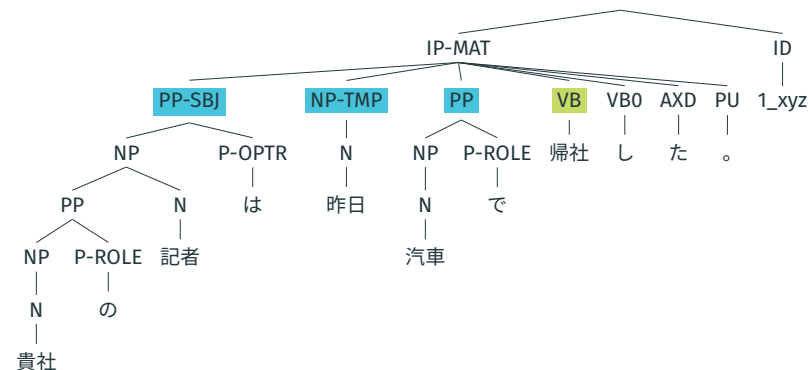 IP-MAT ID
PP-SBJ NP-TMP PP VB VB0 AXD PU 1_xyz
NP P-OPTR N NP P-ROLE 帰社 し た 。
PP N は 昨日 N で
NP P-ROLE 記者 汽車
N の
貴社